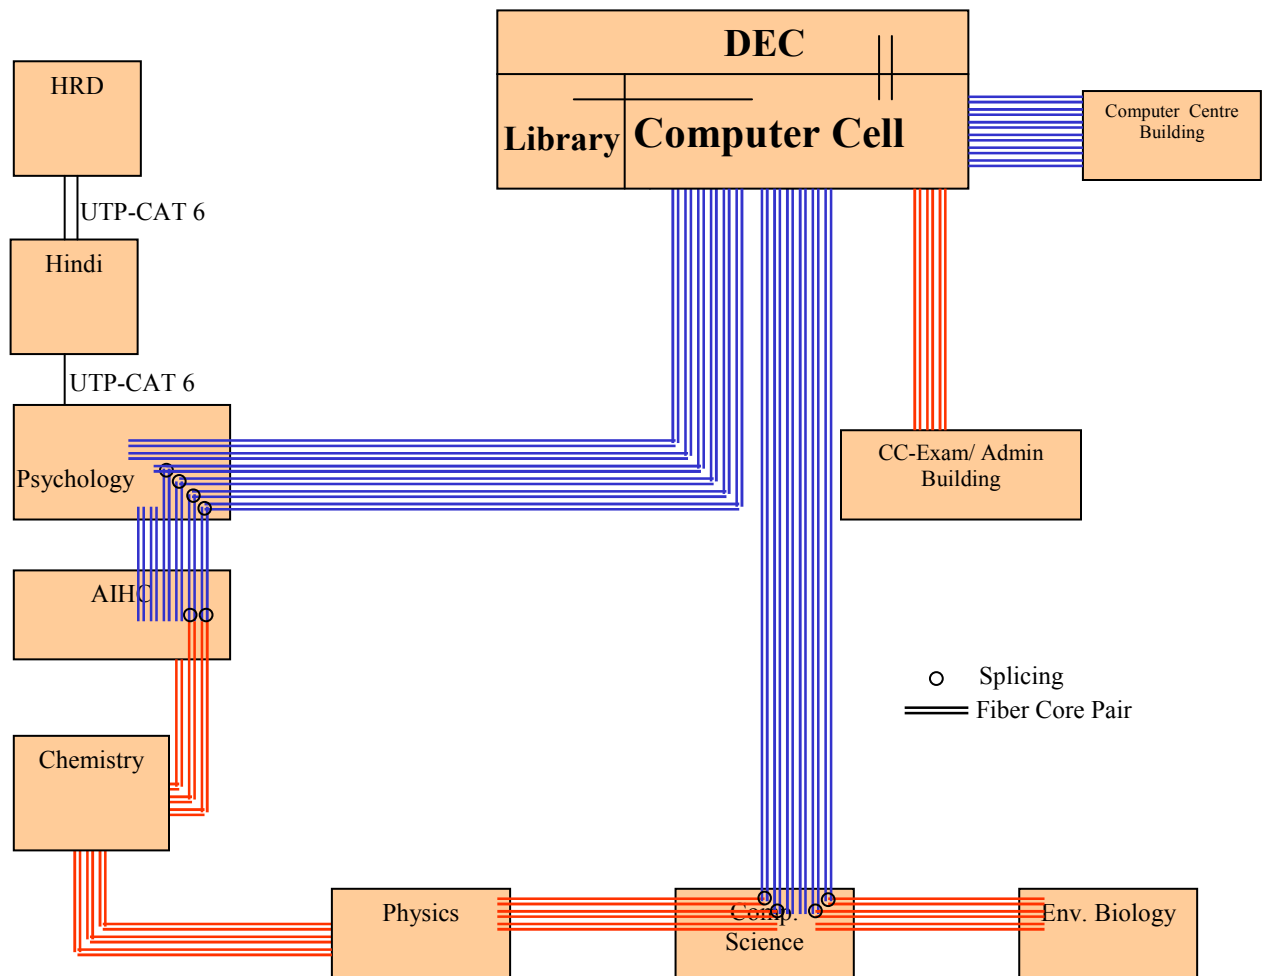 DEC
HRD
Computer Centre
Building
Library
Computer Cell
UTP-CAT 6
Hindi
UTP-CAT 6
CC-Exam/ Admin
Building
Psychology
AIHC
Splicing
Fiber Core Pair
Chemistry
Physics
Comp.
Science
Env. Biology